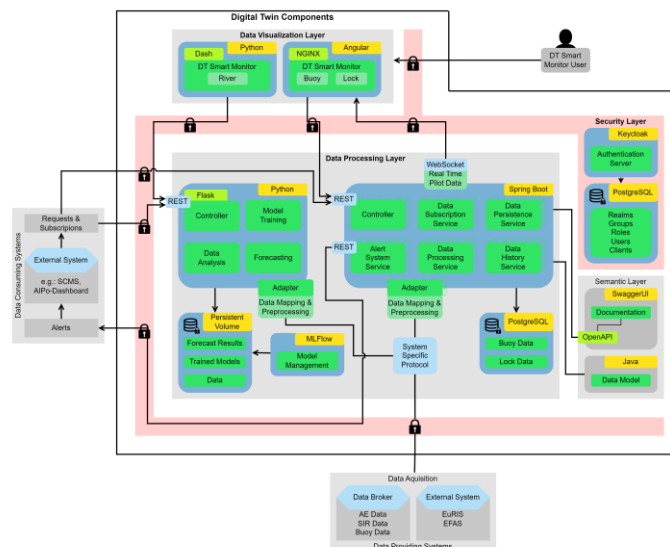 Digital Twin Components
Data Visualization Layer
Dash
Python
DT Smart Monitor
River
NGINX
Angular
DT Smart Monitor
Buoy
Lock
DT Smart
Monitor User
Security Layer
Keycloak
Authentication
Server
PostgreSQL
Realms
Groups
Roles
Users
Clients
Data Processing Layer
WebSocket
Real Time
Pilot Data
REST
Flask
Python
Controller
Model
Training
Data
Analysis
Forecasting
Adapter
Data Mapping &
Preprocessing
REST
REST
Spring Boot
Controller
Data
Subscription
Service
Data
Persistence
Service
Alert
System
Service
Data
Processing
Service
Data
History
Service
Adapter
Data Mapping &
Preprocessing
Persistent
Volume
Forecast Results
Trained Models
Data
MLFlow
Model
Management
System
Specific
Protocol
PostgreSQL
Buoy Data
Lock Data
Semantic Layer
SwaggerUI
Documentation
OpenAPI
Java
Data Model
Data Consuming Systems
Requests &
Subscripions
External System
e.g.: SCMS,
AIPo-Dashboard
Alerts
Data Aquisition
Data Broker
AE Data
SIR Data
Buoy Data
External System
EuRIS
EFAS
Data Providing Systems